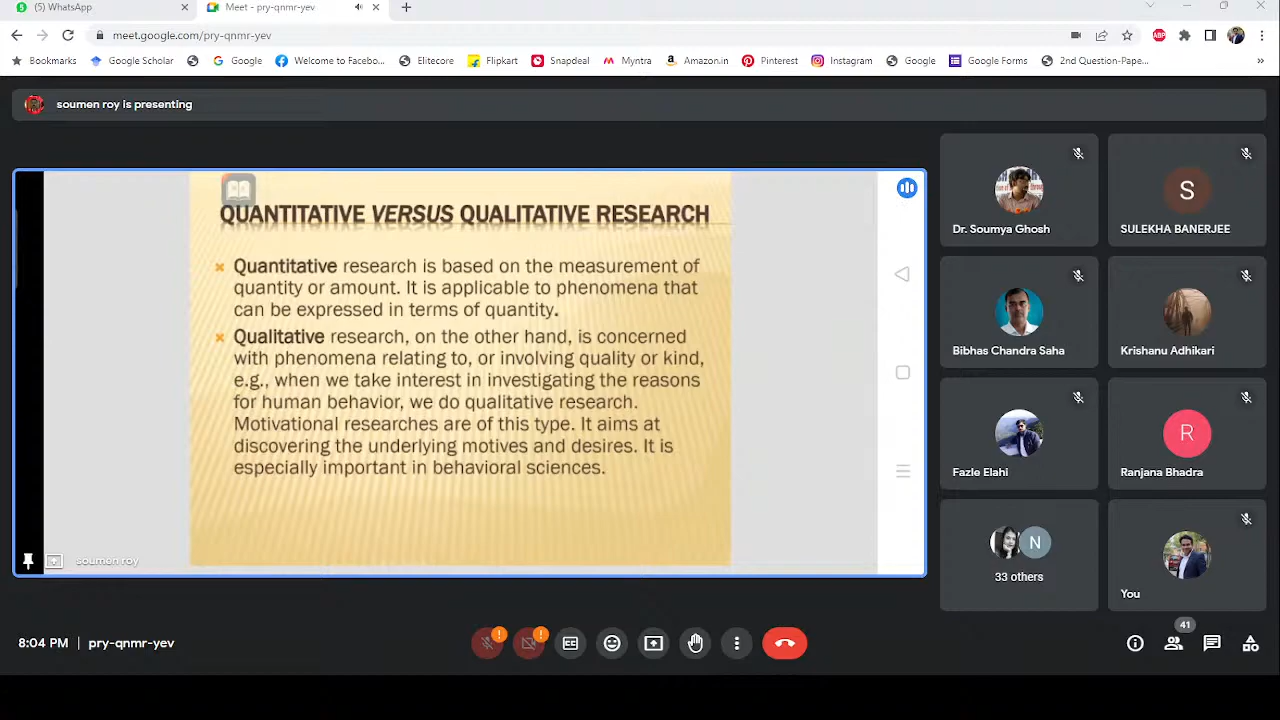 (5) WhatsApp
Meet - pry-qnmr-yev
meet.google.com/pry-qnmr-yev
ABP
Bookmarks
Google Scholar
Google
Welcome to Facebo...
Elitecore
Flipkart
Snapdeal
Myntra
Amazon.in
Pinterest
Instagram
Google
Google Forms
2nd Question-Pape...
»
soumen roy is presenting
QUANTITATIVE VERSUS QUALITATIVE RESEARCH
Quantitative research is based on the measurement of
quantity or amount. It is applicable to phenomena that
can be expressed in terms of quantity.
Qualitative research, on the other hand, is concerned
with phenomena relating to, or involving quality or kind,
e.g., when we take interest in investigating the reasons
for human behavior, we do qualitative research.
Motivational researches are of this type. It aims at
discovering the underlying motives and desires. It is
especially important in behavioral sciences.
soumen roy
Dr. Soumya Ghosh
S
SULEKHA BANERJEE
Bibhas Chandra Saha
Krishanu Adhikari
Fazle Elahi
R
Ranjana Bhadra
N
33 others
You
8:04 PM | pry-qnmr-yev
41